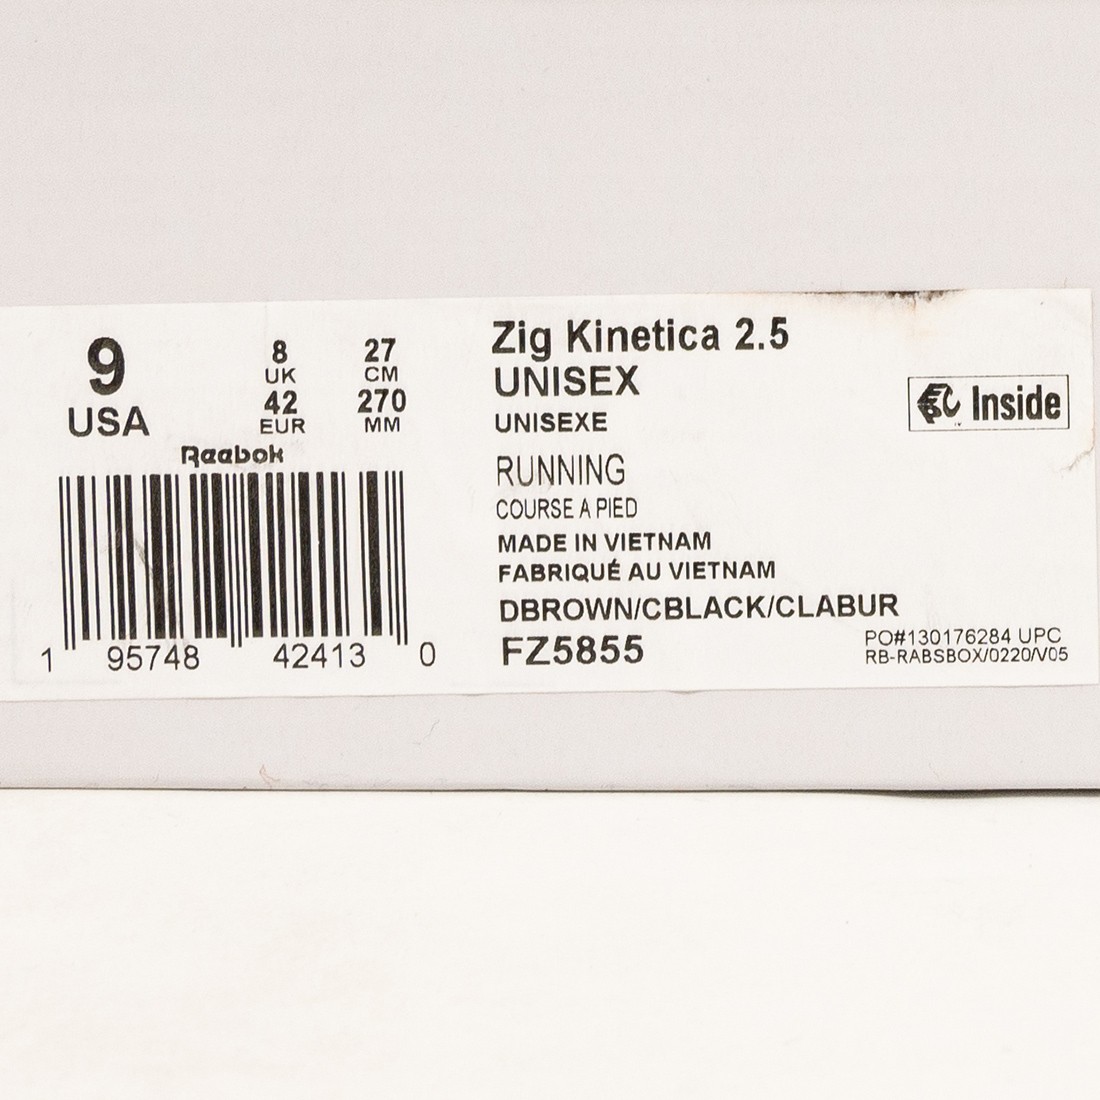 9
USA
8
UK
42
EUR
27
CM
270
MM
Reebok
1 95748 42413 0
Zig Kinetica 2.5
UNISEX
UNISEXE
RUNNING
COURSE A PIED
MADE IN VIETNAM
FABRIQUÉ AU VIETNAM
DBROWN/CBLACK/CLABUR
FZ5855
Inside
PO#130176284 UPC
RB-RABSBOX/0220/V05